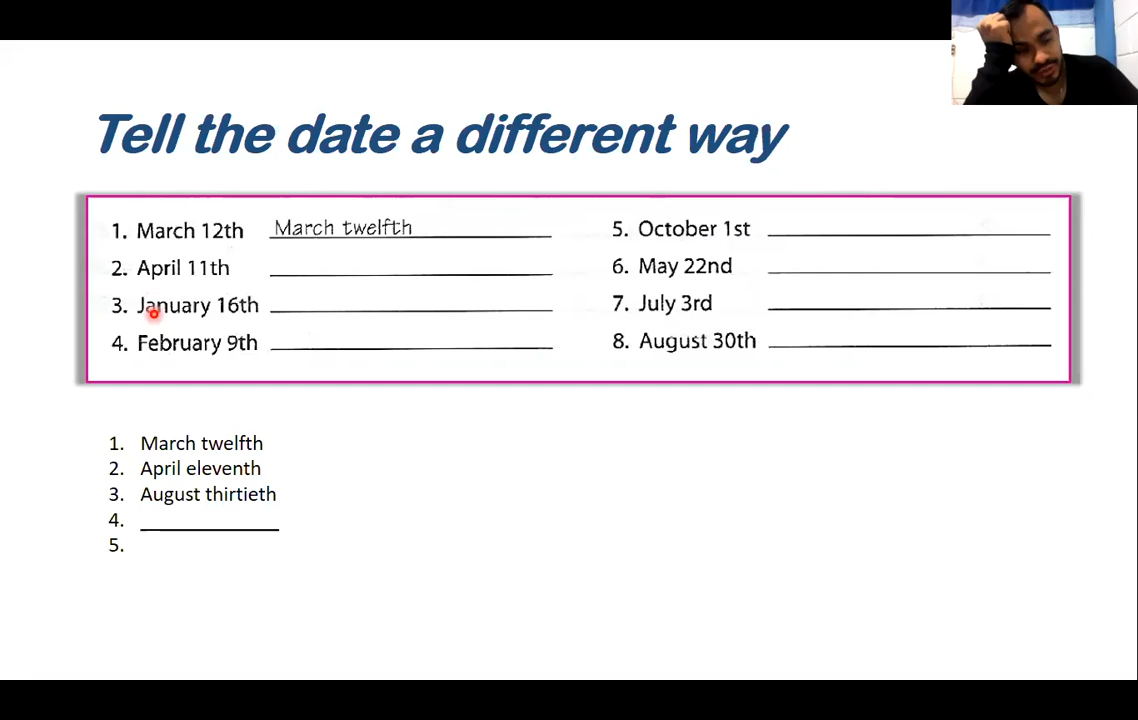 Tell the date a different way
1. March 12th March twelfth
2. April 11th
3. January 16th
4. February 9th
5. October 1st
6. May 22nd
7. July 3rd
8. August 30th
1. March twelfth
2. April eleventh
3. August thirtieth
4.
5.